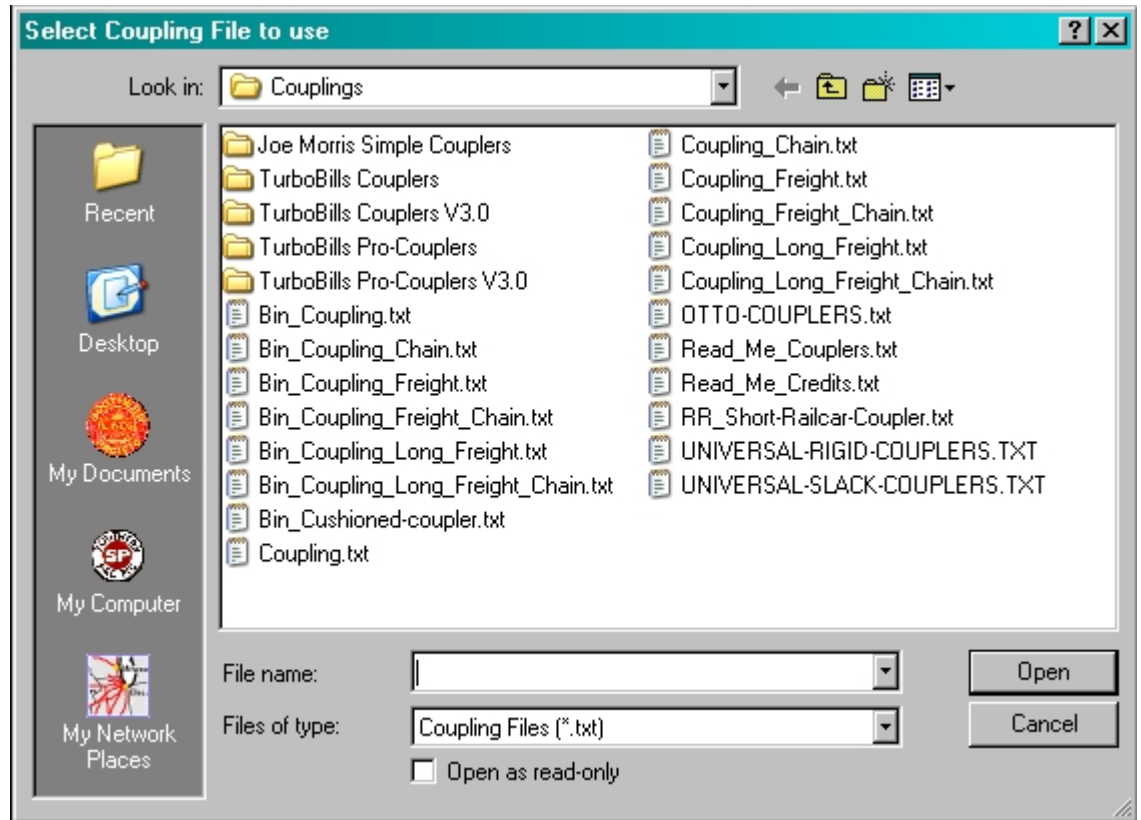 Select Coupling File to use
Look in:
Couplings
Recent
Desktop
My Documents
My Computer
My Network
Places
Joe Morris Simple Couplers
TurboBills Couplers
TurboBills Couplers V3.0
TurboBills Pro-Couplers
TurboBills Pro-Couplers V3.0
Bin_Coupling.txt
Bin_Coupling_Chain.txt
Bin_Coupling_Freight.txt
Bin_Coupling_Freight_Chain.txt
Bin_Coupling_Long_Freight.txt
Bin_Coupling_Long_Freight_Chain.txt
Bin_Cushioned-coupler.txt
Coupling.txt
Coupling_Chain.txt
Coupling_Freight.txt
Coupling_Freight_Chain.txt
Coupling_Long_Freight.txt
Coupling_Long_Freight_Chain.txt
OTTO-COUPLERS.txt
Read_Me_Couplers.txt
Read_Me_Credits.txt
RR_Short-Railcar-Coupler.txt
UNIVERSAL-RIGID-COUPLERS.TXT
UNIVERSAL-SLACK-COUPLERS.TXT
File name:
Open
Files of type:
Coupling Files (*.txt)
Cancel
Open as read-only